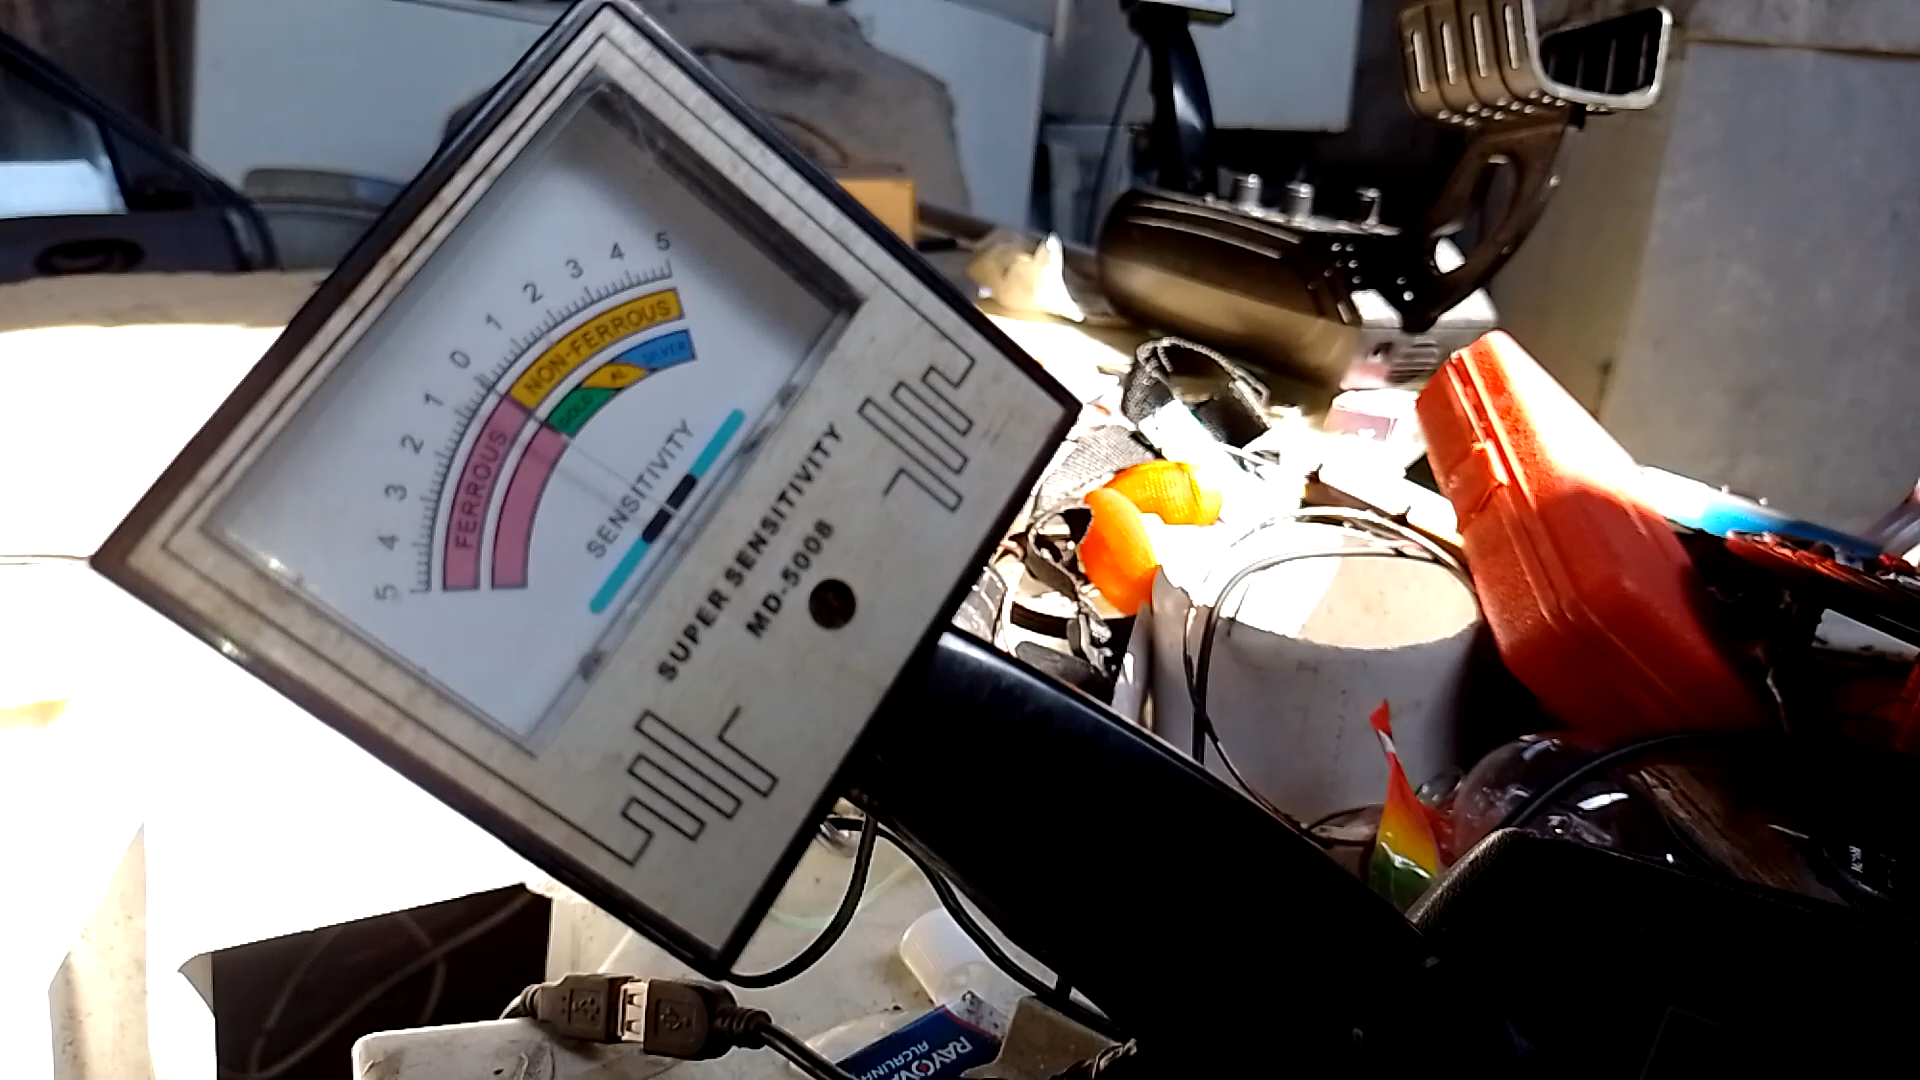 5 4 3 2 1 0 1 2 3 4 5
FERROUS NON-FERROUS
GOLD AL SILVER
SENSITIVITY
SUPER SENSITIVITY
MD-5008
RAYOVAC
ALCALINA